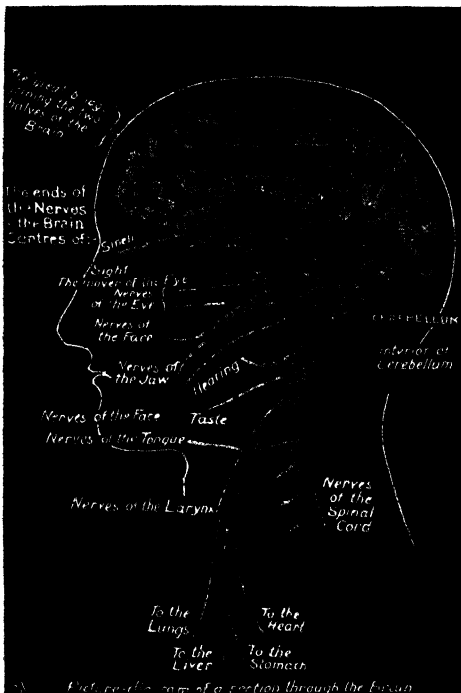 The great
forming the two
halves of the
Brain
The ends of
the Nerves
the Brain
Centres of:-
Smell
Sight
The mover of the Eye
Nerves
of the Eye
Nerves of
the Face
Nerves of
the Jaw
Hearing
CEREBELLUM
Interior of
Cerebellum
Nerves of the Face
Taste
Nerves of the Tongue
Nerves of the Larynx
Nerves
of the
Spinal
Cord
To the
Lungs
To the
Heart
To the
Liver
To the
Stomach
of a section through the Brain